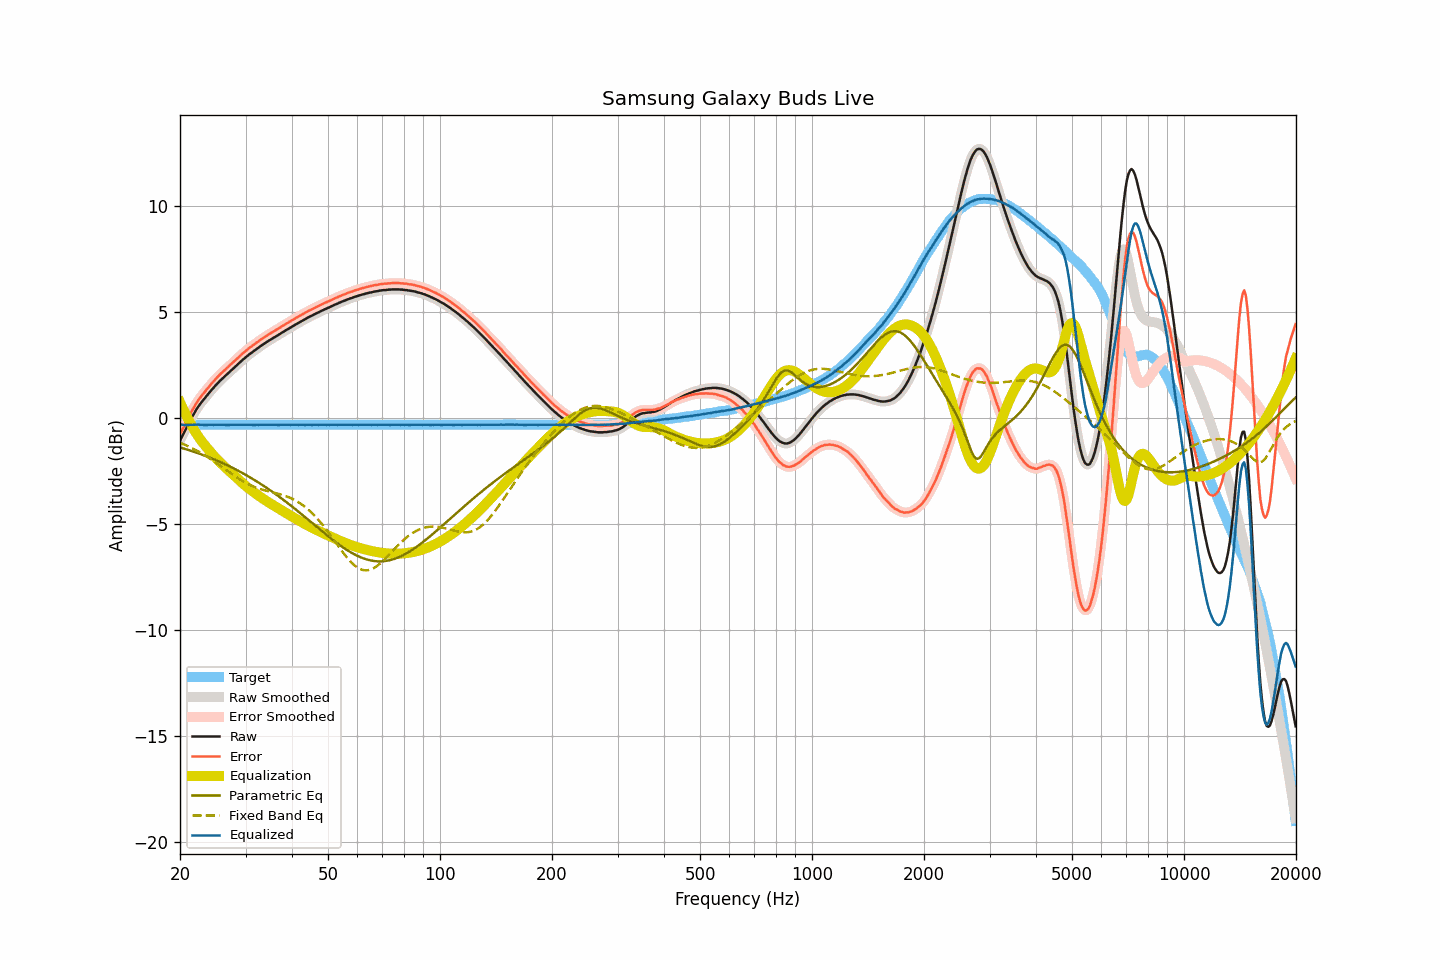 Samsung Galaxy Buds Live
Amplitude (dBr)
10
5
0
−5
−10
−15
−20
Target
Raw Smoothed
Error Smoothed
Raw
Error
Equalization
Parametric Eq
Fixed Band Eq
Equalized
20 50 100 200 500 1000 2000 5000 10000 20000
Frequency (Hz)